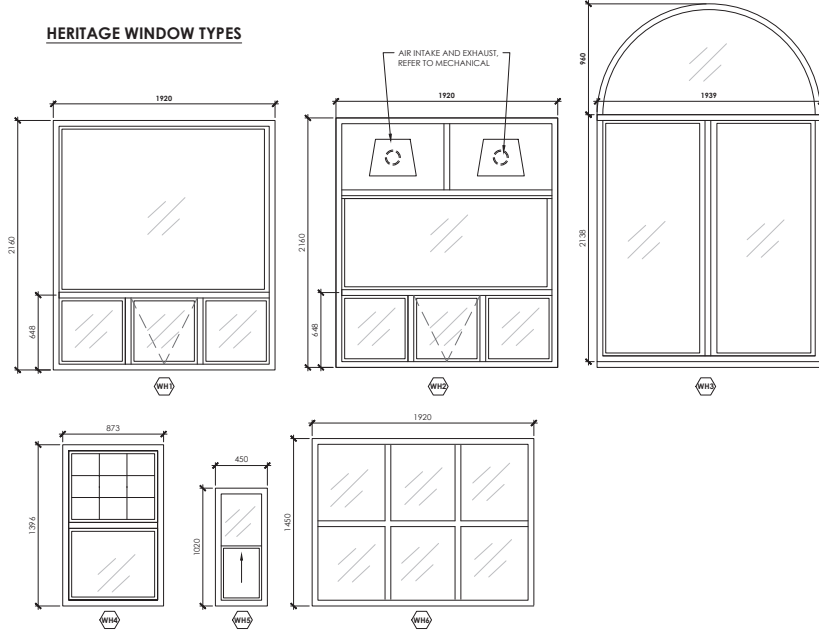 HERITAGE WINDOW TYPES
AIR INTAKE AND EXHAUST,
REFER TO MECHANICAL
960
1920
1920
1939
2160
2160
2138
648
648
WH1
WH2
WH3
873
450
1920
1396
1020
1450
WH4
WH5
WH6